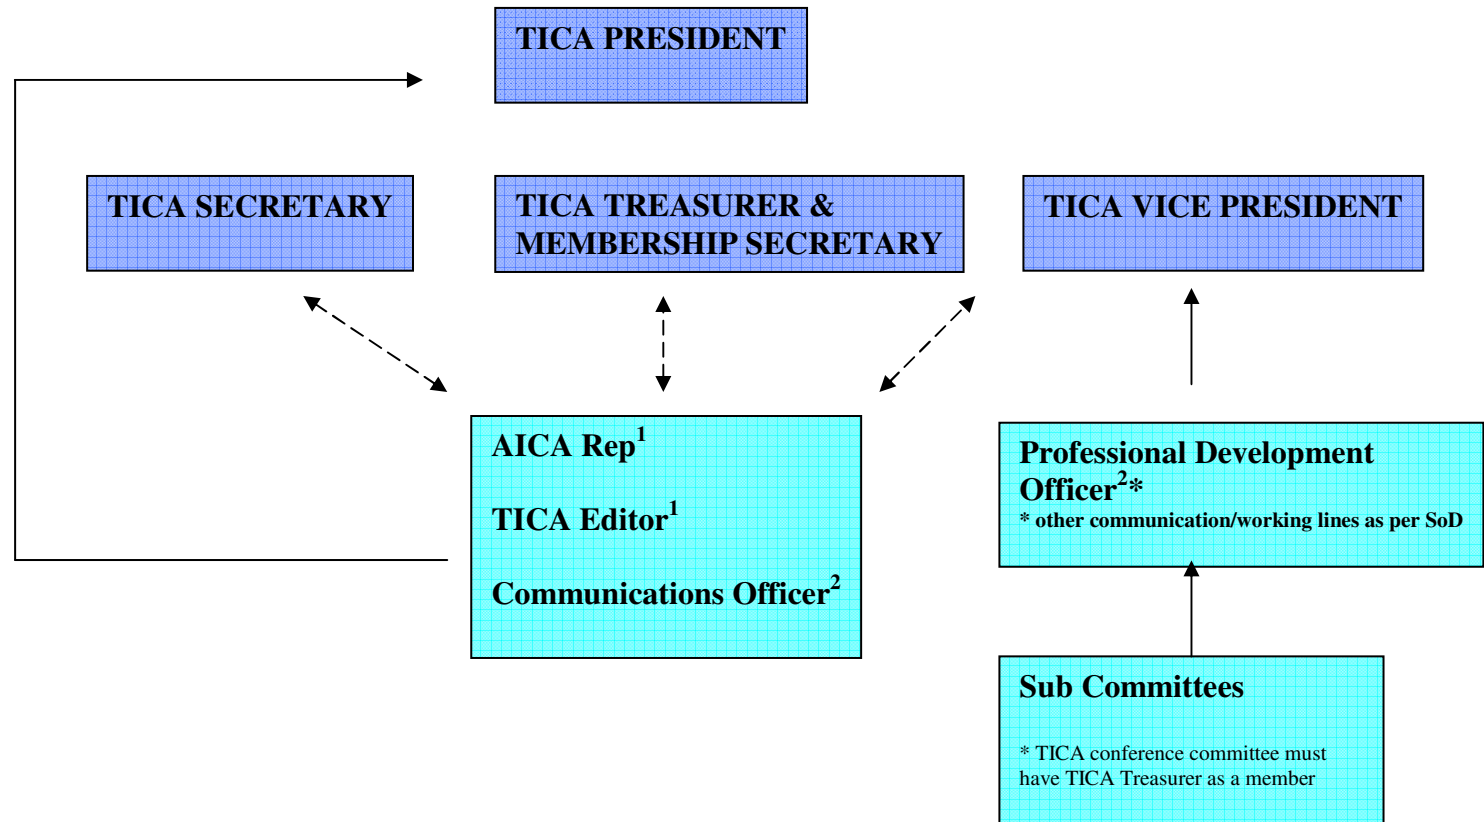 TICA PRESIDENT
TICA SECRETARY
TICA TREASURER &
MEMBERSHIP SECRETARY
TICA VICE PRESIDENT
AICA Rep¹
TICA Editor¹
Communications Officer²
Professional Development
Officer²*
* other communication/working lines as per SoD
Sub Committees
* TICA conference committee must
have TICA Treasurer as a member